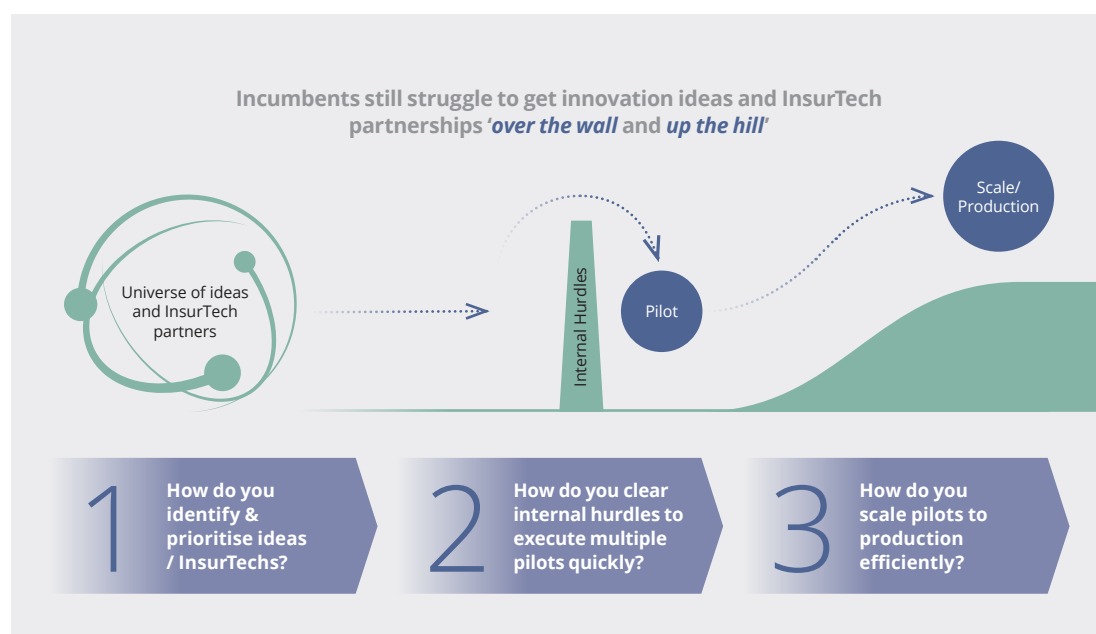 Incumbents still struggle to get innovation ideas and InsurTech
partnerships ‘over the wall and up the hill’
Universe of ideas
and InsurTech
partners
Internal Hurdles
Pilot
Scale/
Production
1
How do you
identify &
prioritise ideas
/ InsurTechs?
2
How do you clear
internal hurdles to
execute multiple
pilots quickly?
3
How do you
scale pilots to
production
efficiently?